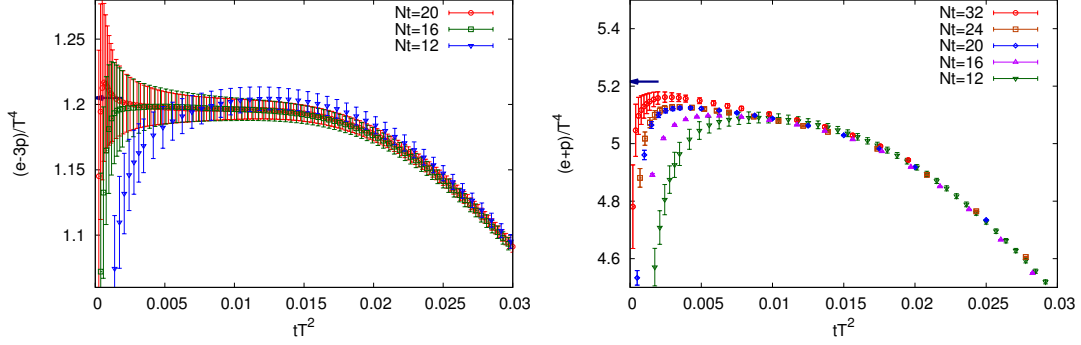 (e-3p)/T^4
1.25
1.2
1.15
1.1
Nt=20
Nt=16
Nt=12
0 0.005 0.01 0.015 0.02 0.025 0.03
tT^2
(e+p)/T^4
5.4
5.2
5
4.8
4.6
Nt=32
Nt=24
Nt=20
Nt=16
Nt=12
0 0.005 0.01 0.015 0.02 0.025 0.03
tT^2